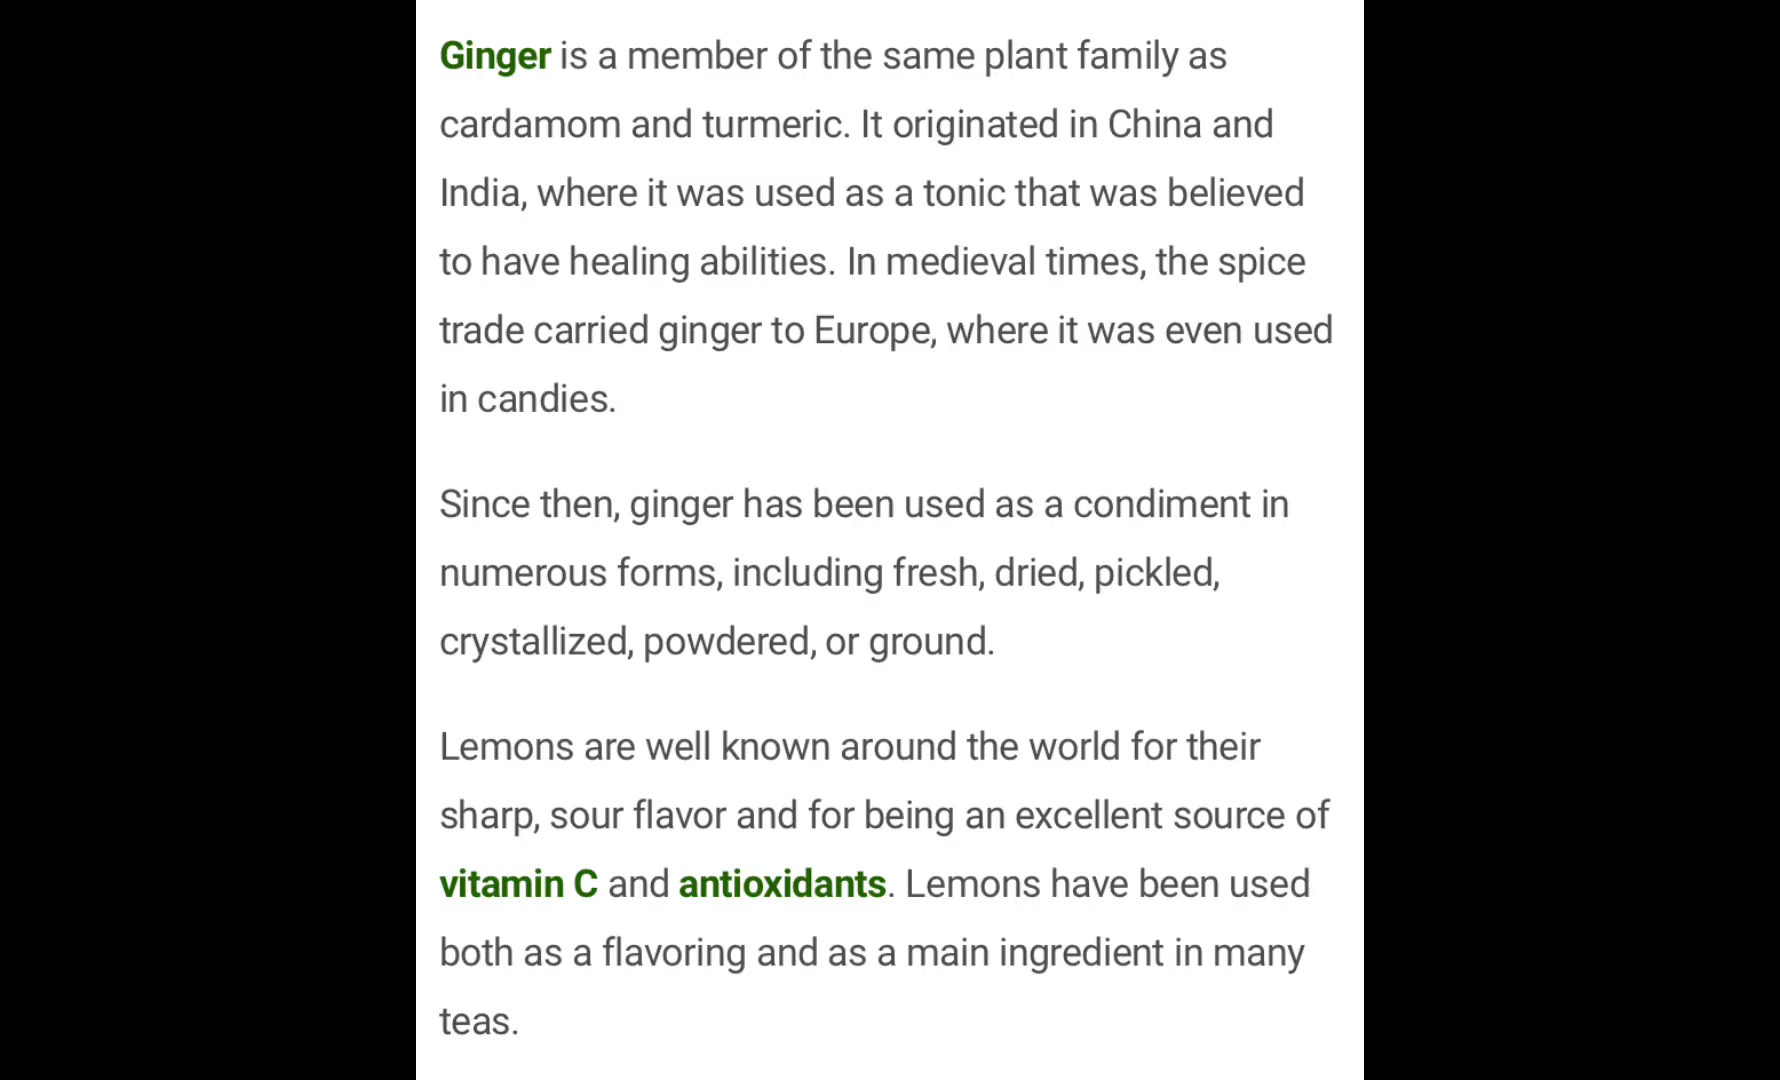 Ginger is a member of the same plant family as
cardamom and turmeric. It originated in China and
India, where it was used as a tonic that was believed
to have healing abilities. In medieval times, the spice
trade carried ginger to Europe, where it was even used
in candies.
Since then, ginger has been used as a condiment in
numerous forms, including fresh, dried, pickled,
crystallized, powdered, or ground.
Lemons are well known around the world for their
sharp, sour flavor and for being an excellent source of
vitamin C and antioxidants. Lemons have been used
both as a flavoring and as a main ingredient in many
teas.